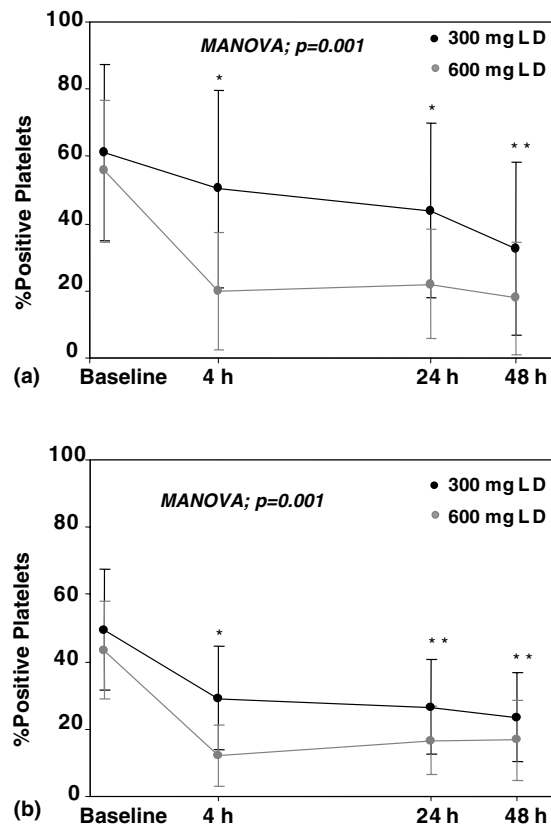 100
MANOVA; p=0.001
300 mg LD
600 mg LD
80
*
*
* *
60
40
20
0
%Positive Platelets
(a)
Baseline 4 h 24 h 48 h
100
MANOVA; p=0.001
300 mg LD
600 mg LD
80
60
*
* *
* *
40
20
0
%Positive Platelets
(b)
Baseline 4 h 24 h 48 h